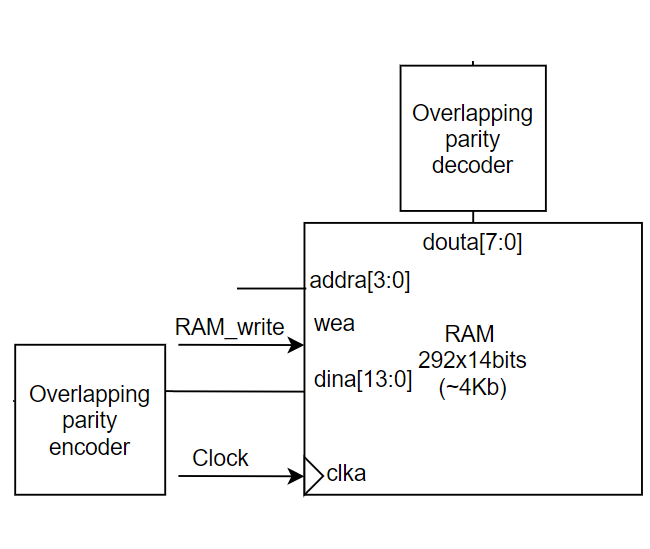 Overlapping
parity
decoder
douta[7:0]
addra[3:0]
RAM_write
wea
RAM
292x14bits
(~4Kb)
dina[13:0]
Overlapping
parity
encoder
Clock
clka